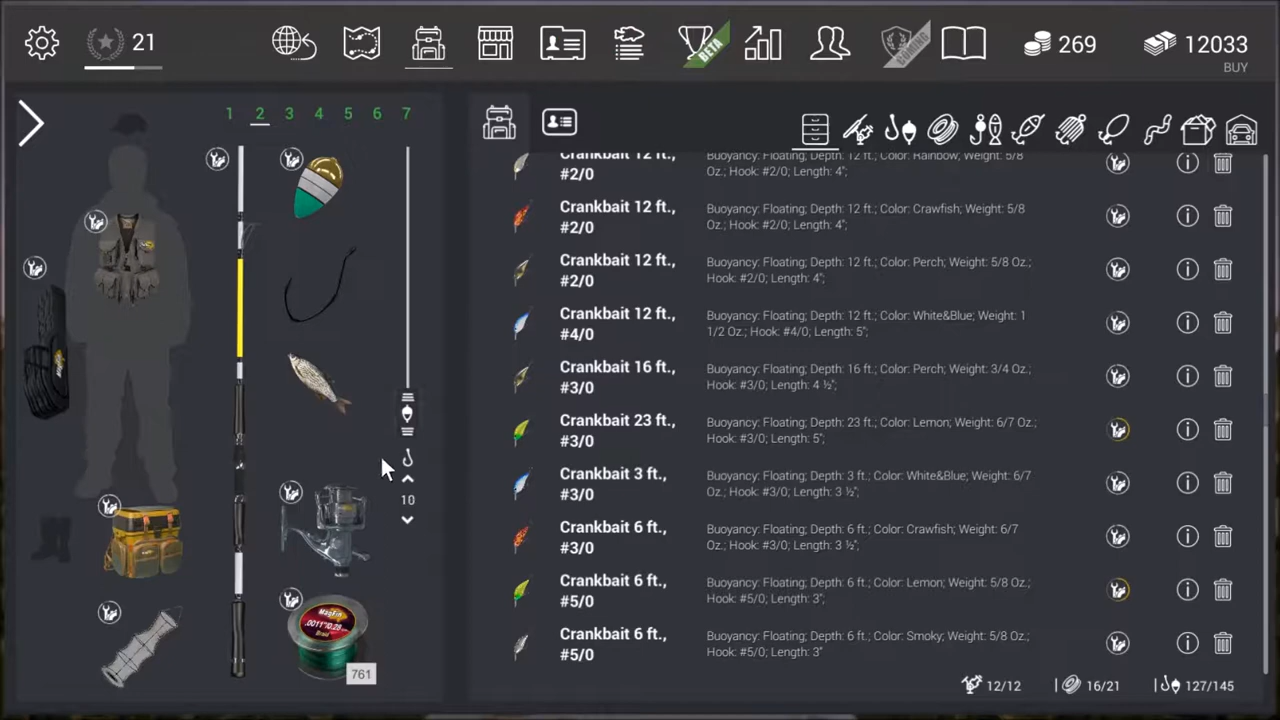 21
BETA
COMING
269
12033
BUY
1 2 3 4 5 6 7
10
MagFin
.0011"/0.28
Braid
761
Crankbait 12 ft.,
#2/0
Buoyancy: Floating; Depth: 12 ft.; Color: Rainbow; Weight: 5/8
Oz.; Hook: #2/0; Length: 4";
Crankbait 12 ft.,
#2/0
Buoyancy: Floating; Depth: 12 ft.; Color: Crawfish; Weight: 5/8
Oz.; Hook: #2/0; Length: 4";
Crankbait 12 ft.,
#2/0
Buoyancy: Floating; Depth: 12 ft.; Color: Perch; Weight: 5/8 Oz.;
Hook: #2/0; Length: 4";
Crankbait 12 ft.,
#4/0
Buoyancy: Floating; Depth: 12 ft.; Color: White&Blue; Weight: 1
1/2 Oz.; Hook: #4/0; Length: 5";
Crankbait 16 ft.,
#3/0
Buoyancy: Floating; Depth: 16 ft.; Color: Perch; Weight: 3/4 Oz.;
Hook: #3/0; Length: 4 ½";
Crankbait 23 ft.,
#3/0
Buoyancy: Floating; Depth: 23 ft.; Color: Lemon; Weight: 6/7 Oz.;
Hook: #3/0; Length: 5";
Crankbait 3 ft.,
#3/0
Buoyancy: Floating; Depth: 3 ft.; Color: White&Blue; Weight: 6/7
Oz.; Hook: #3/0; Length: 3 ½";
Crankbait 6 ft.,
#3/0
Buoyancy: Floating; Depth: 6 ft.; Color: Crawfish; Weight: 6/7
Oz.; Hook: #3/0; Length: 3 ½";
Crankbait 6 ft.,
#5/0
Buoyancy: Floating; Depth: 6 ft.; Color: Lemon; Weight: 5/8 Oz.;
Hook: #5/0; Length: 3";
Crankbait 6 ft.,
#5/0
Buoyancy: Floating; Depth: 6 ft.; Color: Smoky; Weight: 5/8 Oz.;
Hook: #5/0; Length: 3"
12/12
16/21
127/145